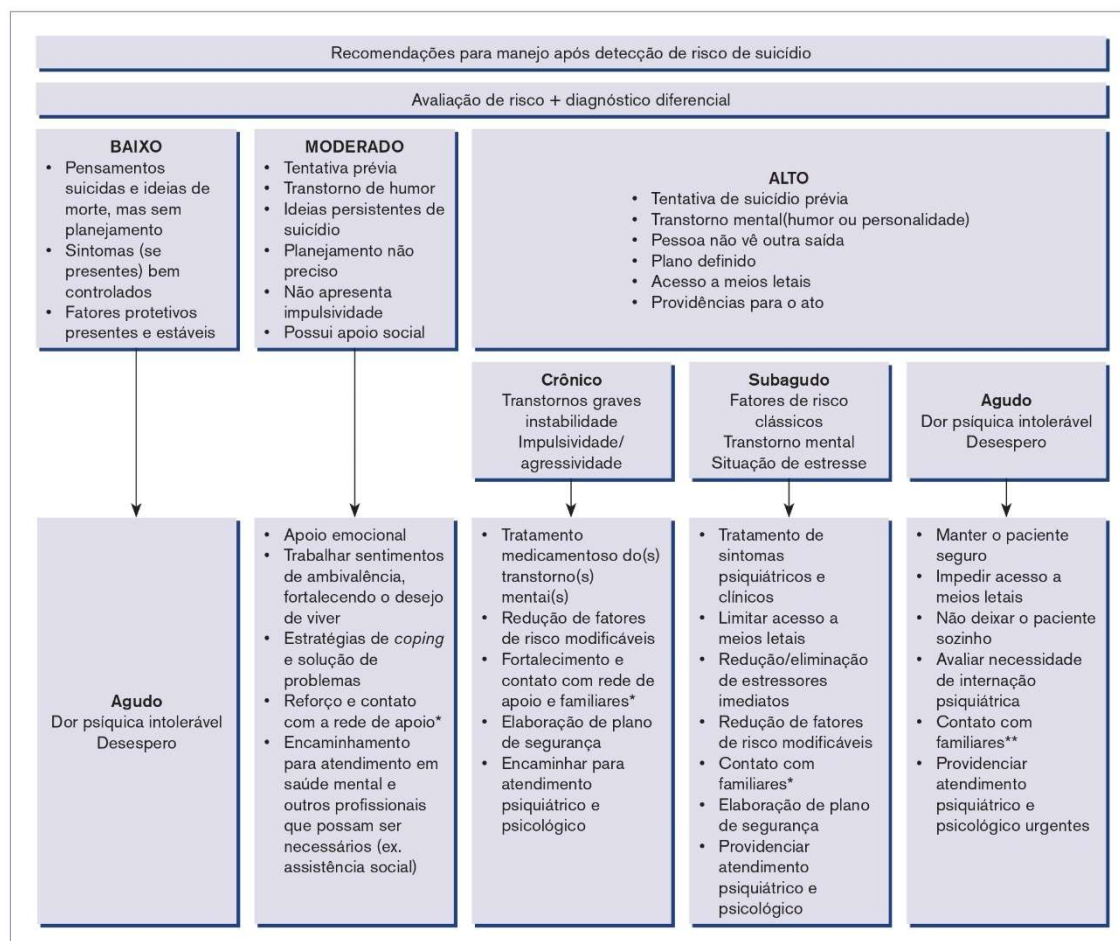 Recomendações para manejo após detecção de risco de suicídio
Avaliação de risco + diagnóstico diferencial
BAIXO
• Pensamentos
suicidas e ideias de
morte, mas sem
planejamento
• Sintomas (se
presentes) bem
controlados
• Fatores protetivos
presentes e estáveis
MODERADO
• Tentativa prévia
• Transtorno de humor
• Ideias persistentes de
suicídio
• Planejamento não
preciso
• Não apresenta
impulsividade
• Possui apoio social
ALTO
• Tentativa de suicídio prévia
• Transtorno mental(humor ou personalidade)
• Pessoa não vê outra saída
• Plano definido
• Acesso a meios letais
• Providências para o ato
Crônico
Transtornos graves
instabilidade
Impulsividade/
agressividade
Subagudo
Fatores de risco
clássicos
Transtorno mental
Situação de estresse
Agudo
Dor psíquica intolerável
Desespero
Agudo
Dor psíquica intolerável
Desespero
• Apoio emocional
• Trabalhar sentimentos
de ambivalência,
fortalecendo o desejo
de viver
• Estratégias de coping
e solução de
problemas
• Reforço e contato
com a rede de apoio*
• Encaminhamento
para atendimento em
saúde mental e
outros profissionais
que possam ser
necessários (ex.
assistência social)
• Tratamento
medicamentoso do(s)
transtorno(s)
mentai(s)
• Redução de fatores
de risco modificáveis
• Fortalecimento e
contato com rede de
apoio e familiares*
• Elaboração de plano
de segurança
• Encaminhar para
atendimento
psiquiátrico e
psicológico
• Tratamento de
sintomas
psiquiátricos e
clínicos
• Limitar acesso a
meios letais
• Redução/eliminação
de estressores
imediatos
• Redução de fatores
de risco modificáveis
• Contato com
familiares*
• Elaboração de plano
de segurança
• Providenciar
atendimento
psiquiátrico e
psicológico
• Manter o paciente
seguro
• Impedir acesso a
meios letais
• Não deixar o paciente
sozinho
• Avaliar necessidade
de internação
psiquiátrica
• Contato com
familiares**
• Providenciar
atendimento
psiquiátrico e
psicológico urgentes